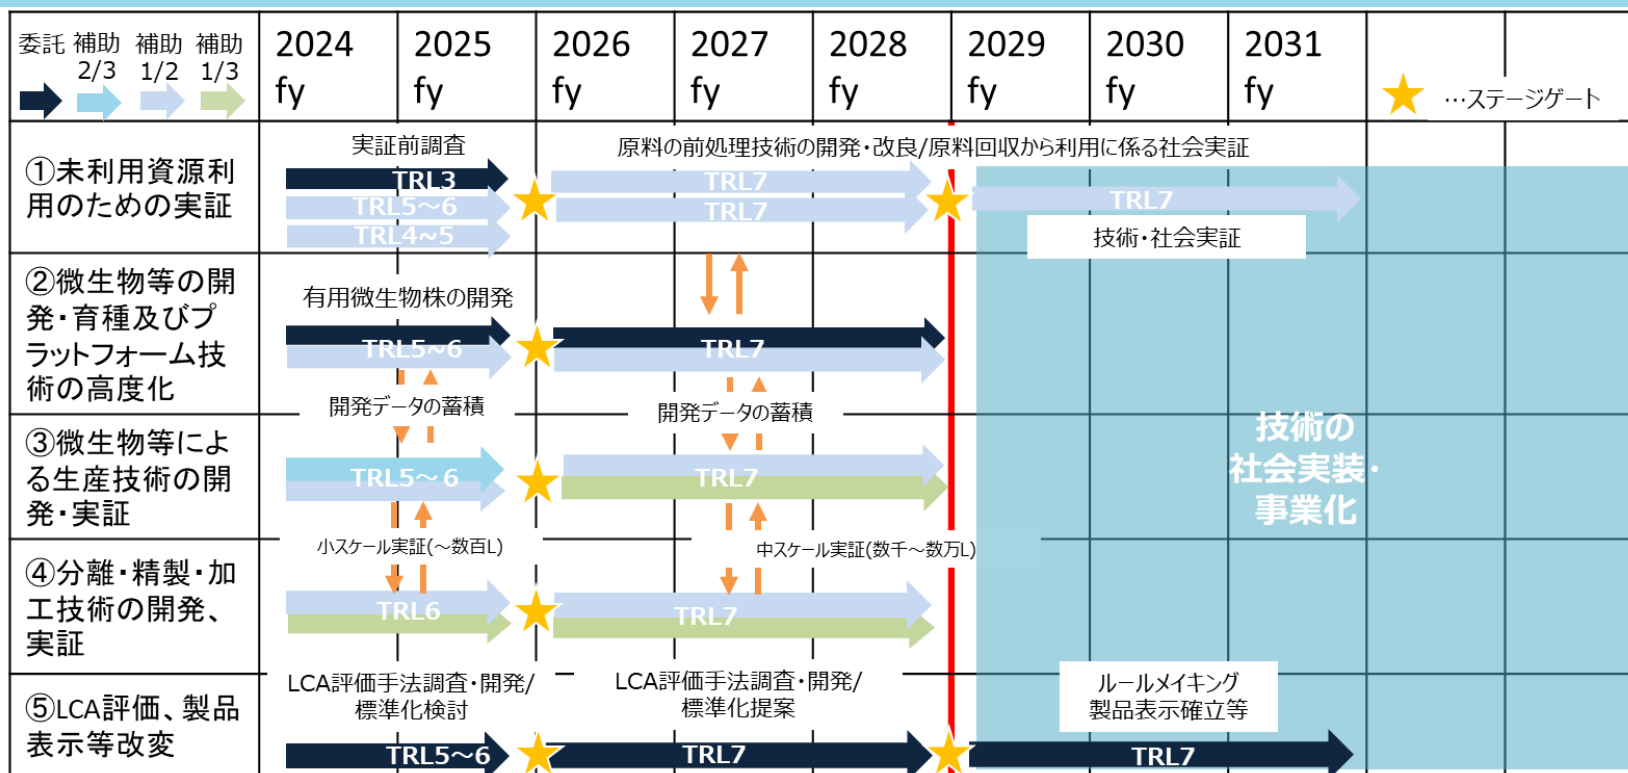 委託 補助 補助 補助
2/3 1/2 1/3
2024 2025 2026 2027 2028 2029 2030 2031
fy fy fy fy fy fy fy fy
…ステージゲート
①未利用資源利
用のための実証
実証前調査
原料の前処理技術の開発・改良/原料回収から利用に係る社会実証
TRL3
TRL5～6
TRL4~5
TRL7
TRL7
TRL7
技術・社会実証
②微生物等の開
発・育種及びプ
ラットフォーム技
術の高度化
有用微生物株の開発
TRL5~6
TRL7
開発データの蓄積
開発データの蓄積
③微生物等によ
る生産技術の開
発・実証
TRL5～6
TRL7
技術の
社会実装・
事業化
小スケール実証(～数百L)
中スケール実証(数千～数万L)
④分離・精製・加
工技術の開発、
実証
TRL6
TRL7
⑤LCA評価、製品
表示等改変
LCA評価手法調査・開発/
標準化検討
LCA評価手法調査・開発/
標準化提案
ルールメイキング
製品表示確立等
TRL5～6
TRL7
TRL7